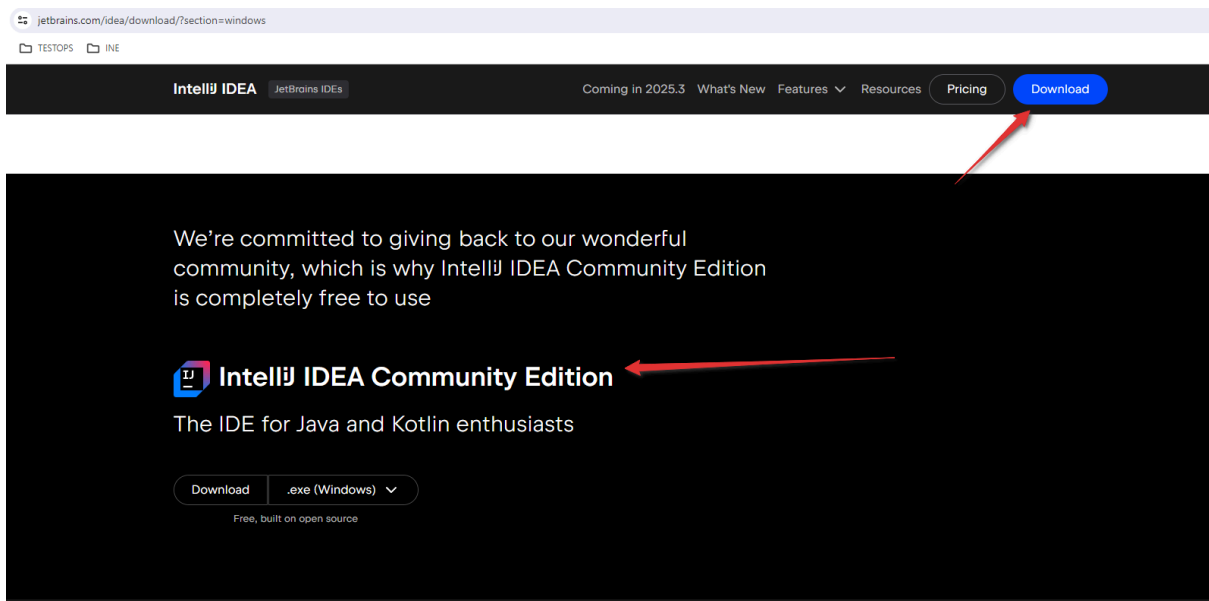 jetbrains.com/idea/download/?section=windows
TESTOPS INE
IntelliJ IDEA JetBrains IDEs Coming in 2025.3 What's New Features Resources Pricing Download
We're committed to giving back to our wonderful
community, which is why IntelliJ IDEA Community Edition
is completely free to use
IJ IntelliJ IDEA Community Edition
The IDE for Java and Kotlin enthusiasts
Download .exe (Windows)
Free, built on open source